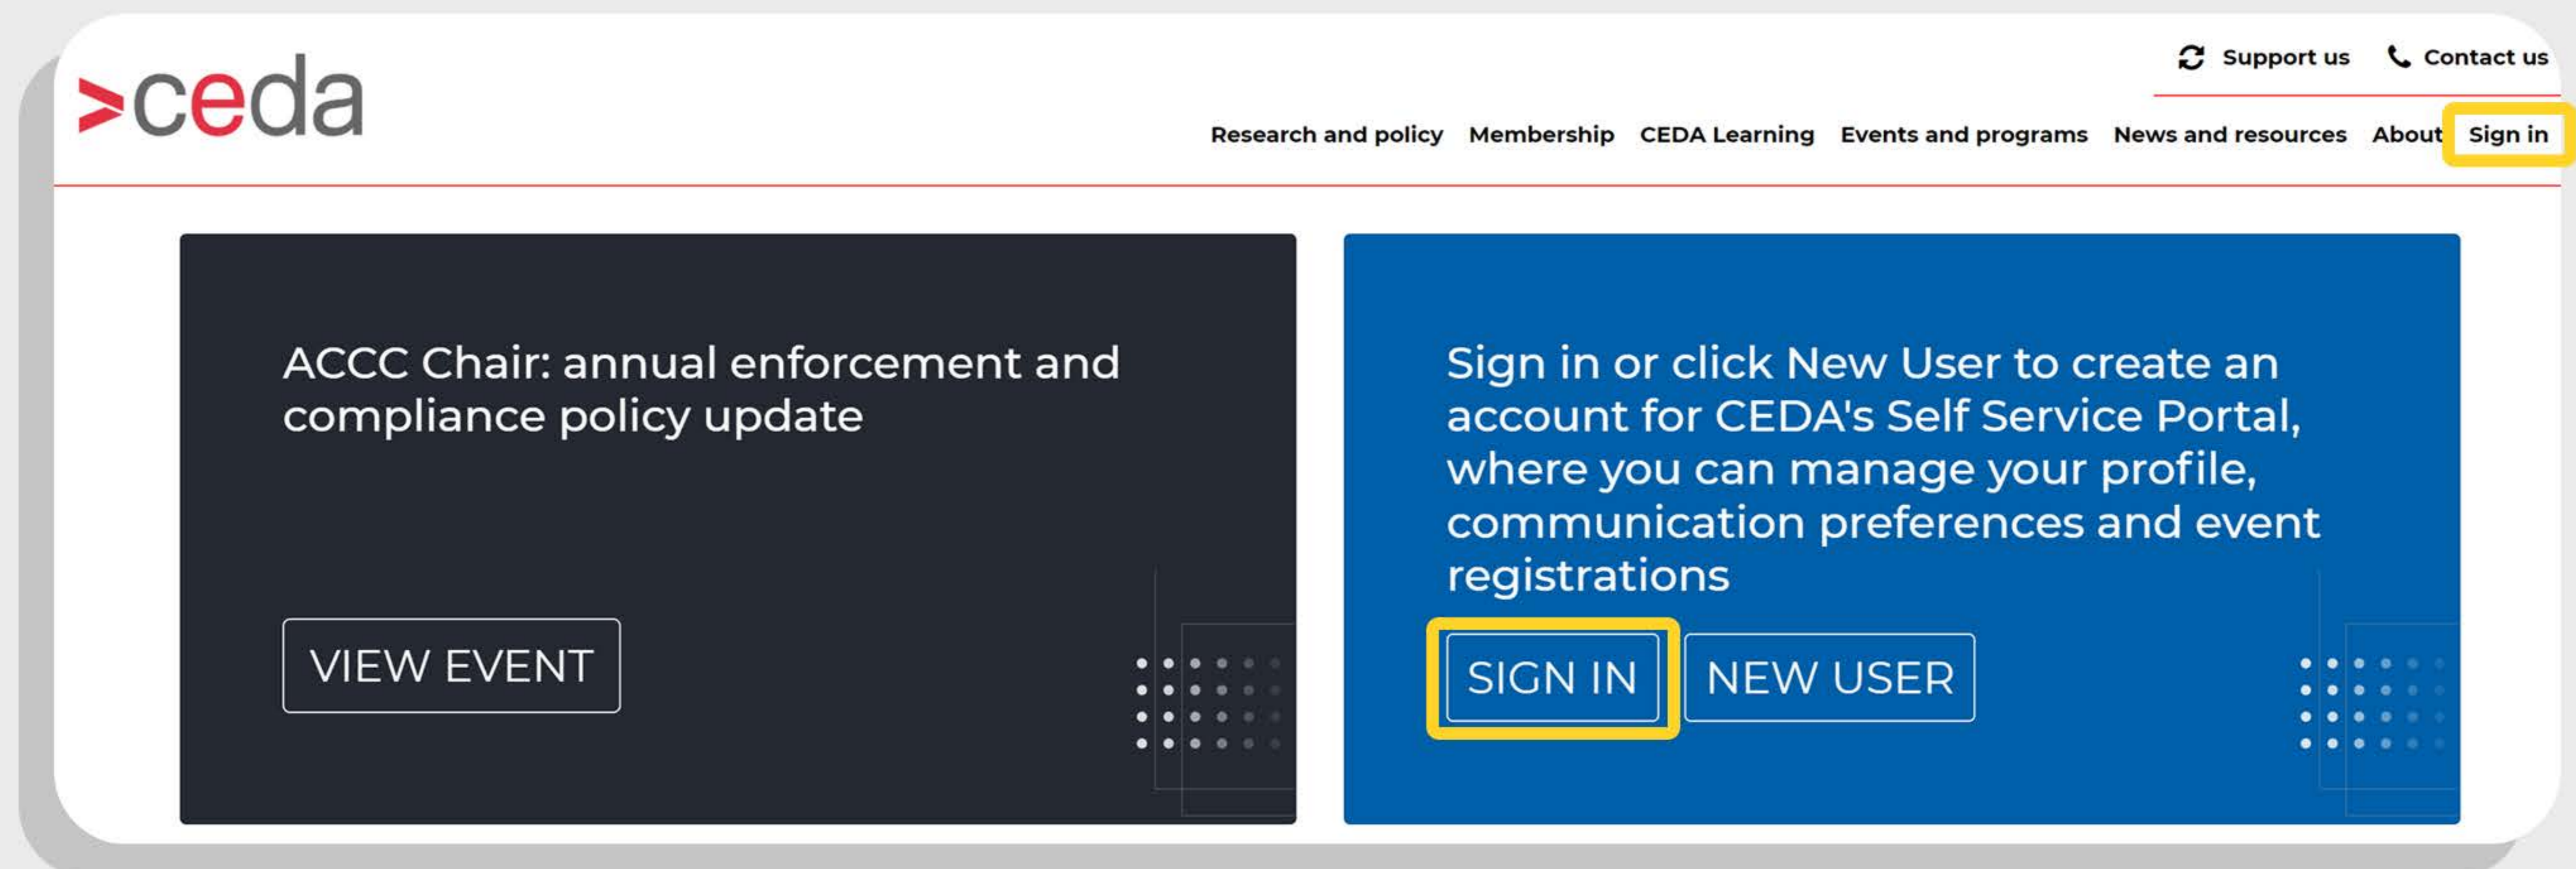 >ceda
Support us Contact us
Research and policy Membership CEDA Learning Events and programs News and resources About Sign in
ACCC Chair: annual enforcement and
compliance policy update
VIEW EVENT
Sign in or click New User to create an
account for CEDA's Self Service Portal,
where you can manage your profile,
communication preferences and event
registrations
SIGN IN NEW USER